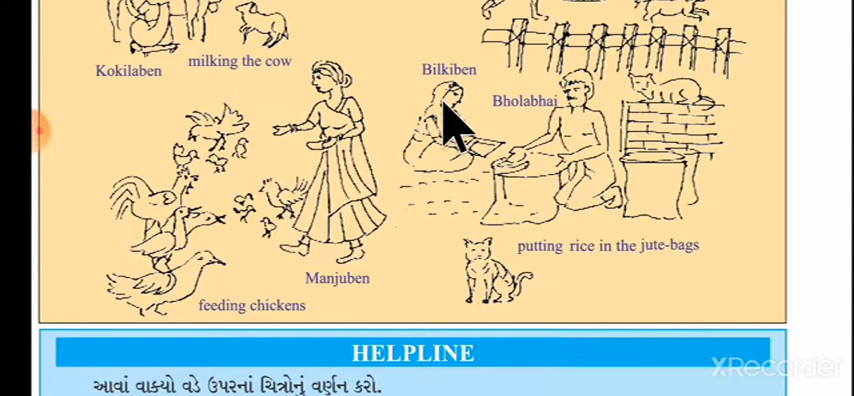 Kokilaben
milking the cow
Bilkiben
Bholabhai
putting rice in the jute-bags
Manjuben
feeding chickens
HELPLINE
આવાં વાક્યો વડે ઉપરનાં ચિત્રોનું વર્ણન કરો.
XRecorder